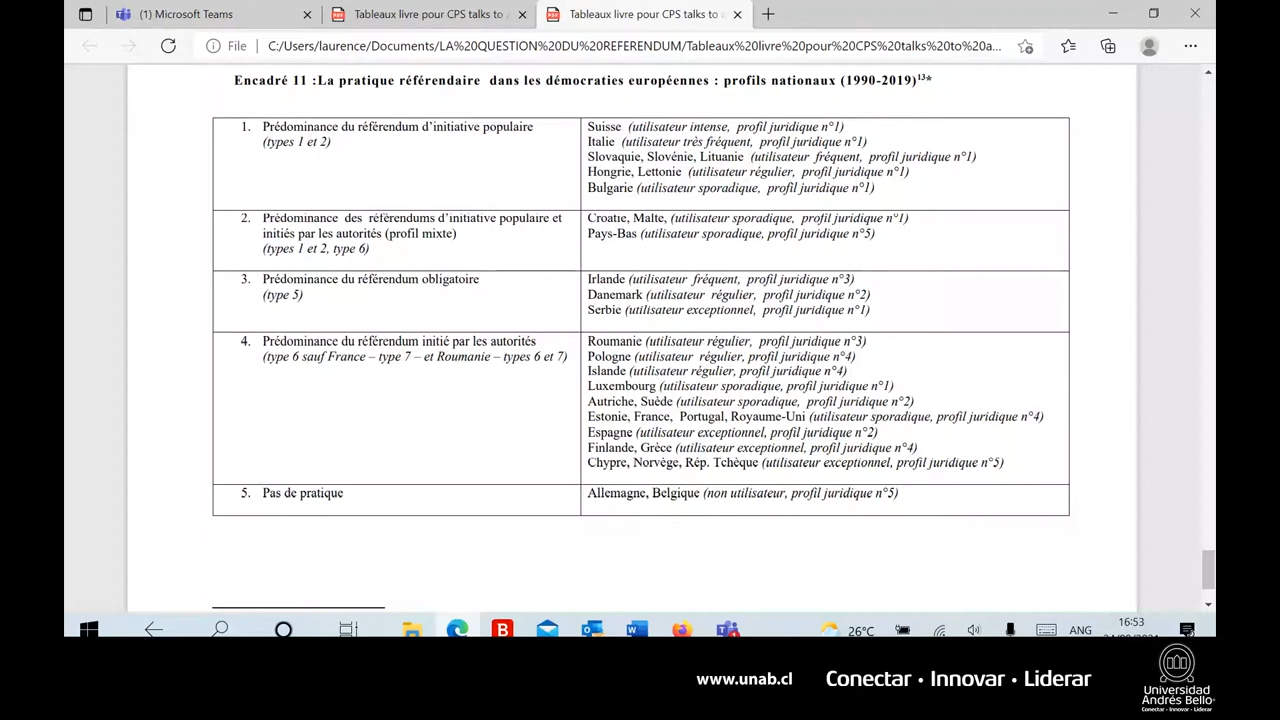 (1) Microsoft Teams
Tableaux livre pour CPS talks to
Tableaux livre pour CPS talks to
File
C:/Users/laurence/Documents/LA%20QUESTION%20DU%20REFERENDUM/Tableaux%20livre%20pour%20CPS%20talks%20to%20a...
Encadré 11 :La pratique référendaire dans les démocraties européennes : profils nationaux (1990-2019)13*
1. Prédominance du référendum d'initiative populaire
(types 1 et 2)
Suisse (utilisateur intense, profil juridique n°1)
Italie (utilisateur très fréquent, profil juridique n°1)
Slovaquie, Slovénie, Lituanie (utilisateur fréquent, profil juridique n°1)
Hongrie, Lettonie (utilisateur régulier, profil juridique n°1)
Bulgarie (utilisateur sporadique, profil juridique n°1)
2. Prédominance des référendums d'initiative populaire et
initiés par les autorités (profil mixte)
(types 1 et 2, type 6)
Croatie, Malte, (utilisateur sporadique, profil juridique n°1)
Pays-Bas (utilisateur sporadique, profil juridique n°5)
3. Prédominance du référendum obligatoire
(type 5)
Irlande (utilisateur fréquent, profil juridique n°3)
Danemark (utilisateur régulier, profil juridique n°2)
Serbie (utilisateur exceptionnel, profil juridique n°1)
4. Prédominance du référendum initié par les autorités
(type 6 sauf France – type 7 – et Roumanie – types 6 et 7)
Roumanie (utilisateur régulier, profil juridique n°3)
Pologne (utilisateur régulier, profil juridique n°4)
Islande (utilisateur régulier, profil juridique n°4)
Luxembourg (utilisateur sporadique, profil juridique n°1)
Autriche, Suède (utilisateur sporadique, profil juridique n°2)
Estonie, France, Portugal, Royaume-Uni (utilisateur sporadique, profil juridique n°4)
Espagne (utilisateur exceptionnel, profil juridique n°2)
Finlande, Grèce (utilisateur exceptionnel, profil juridique n°4)
Chypre, Norvège, Rép. Tchèque (utilisateur exceptionnel, profil juridique n°5)
5. Pas de pratique
Allemagne, Belgique (non utilisateur, profil juridique n°5)
26°C
ANG
16:53
www.unab.cl
Conectar · Innovar · Liderar
Universidad
Andrés Bello
Conectar · Innovar · Liderar